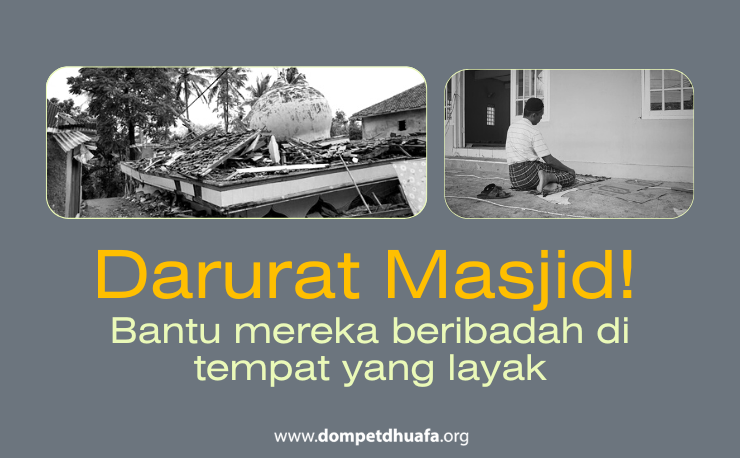 Darurat Masjid!
Bantu mereka beribadah di
tempat yang layak
www.dompetdhuafa.org